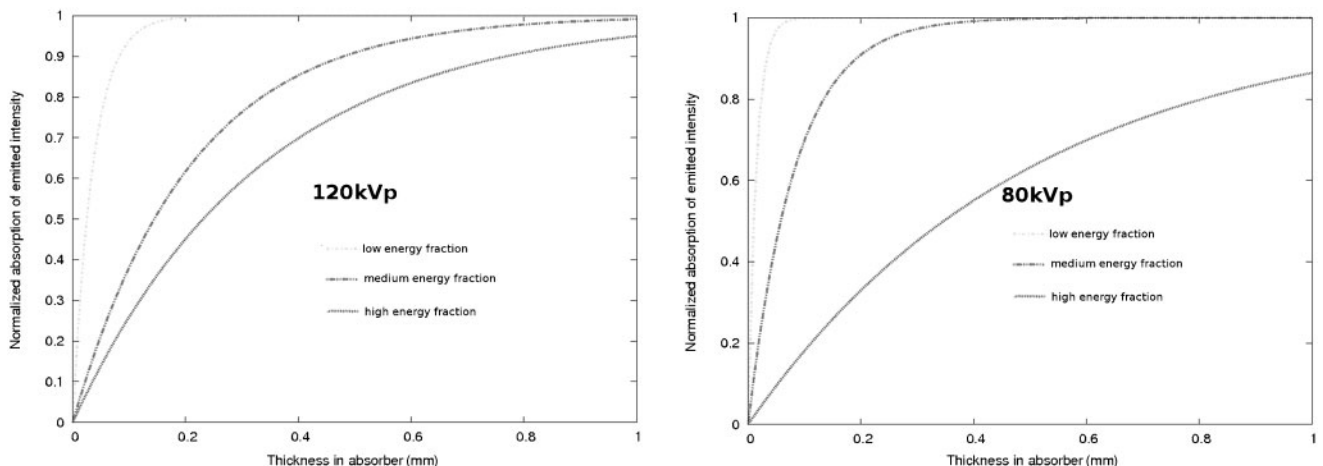 Normalized absorption of emitted intensity
1
0.9
0.8
0.7
0.6
0.5
0.4
0.3
0.2
0.1
0
120kVp
low energy fraction
medium energy fraction
high energy fraction
0 0.2 0.4 0.6 0.8 1
Thickness in absorber (mm)
Normalized absorption of emitted intensity
1
0.8
0.6
0.4
0.2
0
80kVp
low energy fraction
medium energy fraction
high energy fraction
0 0.2 0.4 0.6 0.8 1
Thickness in absorber (mm)